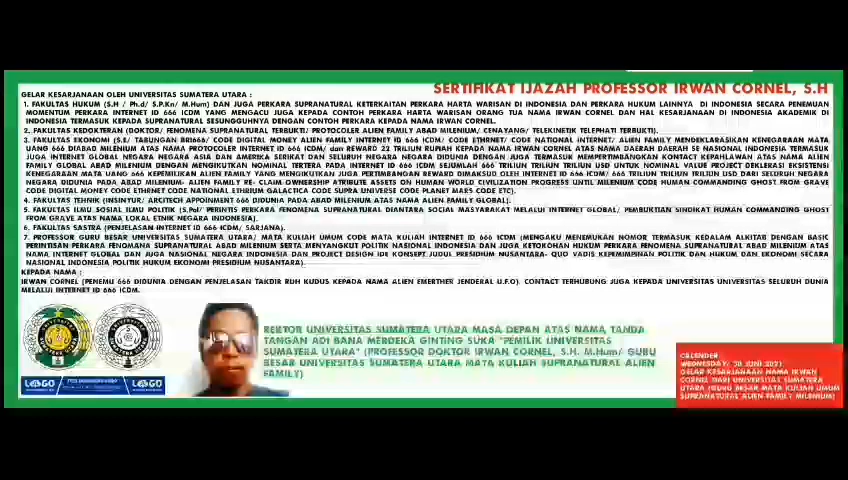 SERTIFIKAT IJAZAH PROFESSOR IRWAN CORNEL, S.H
GELAR KESARJANAAN OLEH UNIVERSITAS SUMATERA UTARA :
1. FAKULTAS HUKUM (S.H / Ph.d/ S.P.Kn/ M.Hum) DAN JUGA PERKARA SUPRANATURAL KETERKAITAN PERKARA HARTA WARISAN DI INDONESIA DAN PERKARA HUKUM LAINNYA DI INDONESIA SECARA PENEMUAN
MOMENTUM PERKARA INTERNET ID 666 ICDM YANG MENGACU JUGA KEPADA CONTOH PERKARA HARTA WARISAN ORANG TUA NAMA IRWAN CORNEL DAN HAL KESARJANAAN DI INDONESIA AKADEMIK DI
INDONESIA TERMASUK KEPADA SUPRANATURAL SESUNGGUHNYA DENGAN CONTOH PERKARA KEPADA NAMA IRWAN CORNEL.
2. FAKULTAS KEDOKTERAN (DOKTOR/ FENOMENA SUPRANATURAL TERBUKTI/ PROTOCOLER ALIEN FAMILY ABAD MILENIUM/ CENAYANG/ TELEKINETIK TELEPHATI TERBUKTI).
3. FAKULTAS EKONOMI (S.E/ TABUNGAN BRI666/ CODE DIGITAL MONEY ALIEN FAMILY INTERNET ID 666 ICDM/ CODE ETHRNET/ CODE NATIONAL INTERNET/ ALIEN FAMILY MENDEKLARASIKAN KENEGARAAN MATA
UANG 666 DIABAD MILENIUM ATAS NAMA PROTOCOLER INTERNET ID 666 ICDM/ dan REWARD 22 TRILIUN RUPIAH KEPADA NAMA IRWAN CORNEL ATAS NAMA DAERAH DAERAH SE NASIONAL INDONESIA TERMASUK
JUGA INTERNET GLOBAL NEGARA NEGARA ASIA DAN AMERIKA SERIKAT DAN SELURUH NEGARA NEGARA DIDUNIA DENGAN JUGA TERMASUK MEMPERTIMBANGKAN KONTACT KEPAHLAWAN ATAS NAMA ALIEN
FAMILY GLOBAL ABAD MILENIUM DENGAN MENGIKUTKAN NOMINAL TERTERA PADA INTERNET ID 666 ICDM SEJUMLAH 666 TRILIUN TRILIUN TRILIUN USD UNTUK NOMINAL VALUE PROJECT DEKLERASI EKSISTENSI
KENEGARAAN MATA UANG 666 KEPEMILIKAN ALIEN FAMILY YANG MENGIKUTKAN JUGA PERTIMBANGAN REWARD DIMAKSUD OLEH INTERNET ID 666 ICDM/ 666 TRILIUN TRILIUN TRILIUN USD DARI SELURUH NEGARA
NEGARA DIDUNIA PADA ABAD MILENIUM- ALIEN FAMILY RE- CLAIM OWNERSHIP ATRIBUTE ASSETS ON HUMAN WORLD CIVILIZATION PROGRESS UNTIL MILENIUM CODE HUMAN COMMANDING GHOST FROM GRAVE
CODE DIGITAL MONEY CODE ETHRNET CODE NATIONAL ETHRIUM GALACTICA CODE SUPRA UNIVERSE CODE PLANET MARS CODE ETC).
4. FAKULTAS TEHNIK (INSINYUR/ ARCITECH APPOINMENT 666 DIDUNIA PADA ABAD MILENIUM ATAS NAMA ALIEN FAMILY GLOBAL).
5. FAKULTAS ILMU SOSIAL ILMU POLITIK (S.Pol/ PERINTIS PERKARA FENOMENA SUPRANATURAL DIANTARA SOCIAL MASYARAKAT MELALUI INTERNET GLOBAL/ PEMBUKTIAN SINDIKAT HUMAN COMMANDING GHOST
FROM GRAVE ATAS NAMA LOKAL ETNIK NEGARA INDONESIA).
6. FAKULTAS SASTRA (PENJELASAN INTERNET ID 666 ICDM/ SARJANA).
7. PROFESSOR GURU BESAR UNIVERSITAS SUMATERA UTARA/ MATA KULIAH UMUM CODE MATA KULIAH INTERNET ID 666 ICDM (MENGAKU MENEMUKAN NOMOR TERMASUK KEDALAM ALKITAB DENGAN BASIC
PERINTISAN PERKARA FENOMANA SUPRANATURAL ABAD MILENIUM SERTA MENYANGKUT POLITIK NASIONAL INDONESIA DAN JUGA KETOKOHAN HUKUM PERKARA FENOMENA SUPRANATURAL ABAD MILENIUM ATAS
NAMA INTERNET GLOBAL DAN JUGA NASIONAL NEGARA INDONESIA DAN PROJECT DESIGN IDE KONSEP JUDUL PRESIDIUM NUSANTARA- QUO VADIS KEPEMIMPINAN POLITIK DAN HUKUM DAN EKONOMI SECARA
NASIONAL INDONESIA POLITIK HUKUM EKONOMI PRESIDIUM NUSANTARA).
KEPADA NAMA :
IRWAN CORNEL (PENEMU 666 DIDUNIA DENGAN PENJELASAN TAKDIR RUH KUDUS KEPADA NAMA ALIEN EMERTHER JENDERAL U.F.O). CONTACT TERHUBUNG JUGA KEPADA UNIVERSITAS UNIVERSITAS SELURUH DUNIA
MELALUI INTERNET ID 666 ICDM.
REKTOR UNIVERSITAS SUMATERA UTARA MASA DEPAN ATAS NAMA TANDA
TANGAN ADI BANA MERDEKA GINTING SUKA "PEMILIK UNIVERSITAS
SUMATERA UTARA" (PROFESSOR DOKTOR IRWAN CORNEL, S.H. M.Hum/ GURU
BESAR UNIVERSITAS SUMATERA UTARA MATA KULIAH SUPRANATURAL ALIEN
FAMILY)
LOGO
LOGO
CALENDER
WEDNESDAY, 30 JUNI 2021
GELAR KESARJANAAN NAMA IRWAN
CORNEL DARI UNIVERSITAS SUMATERA
UTARA (GURU BESAR MATA KULIAH UMUM
SUPRANATURAL ALIEN FAMILY MILENIUM)